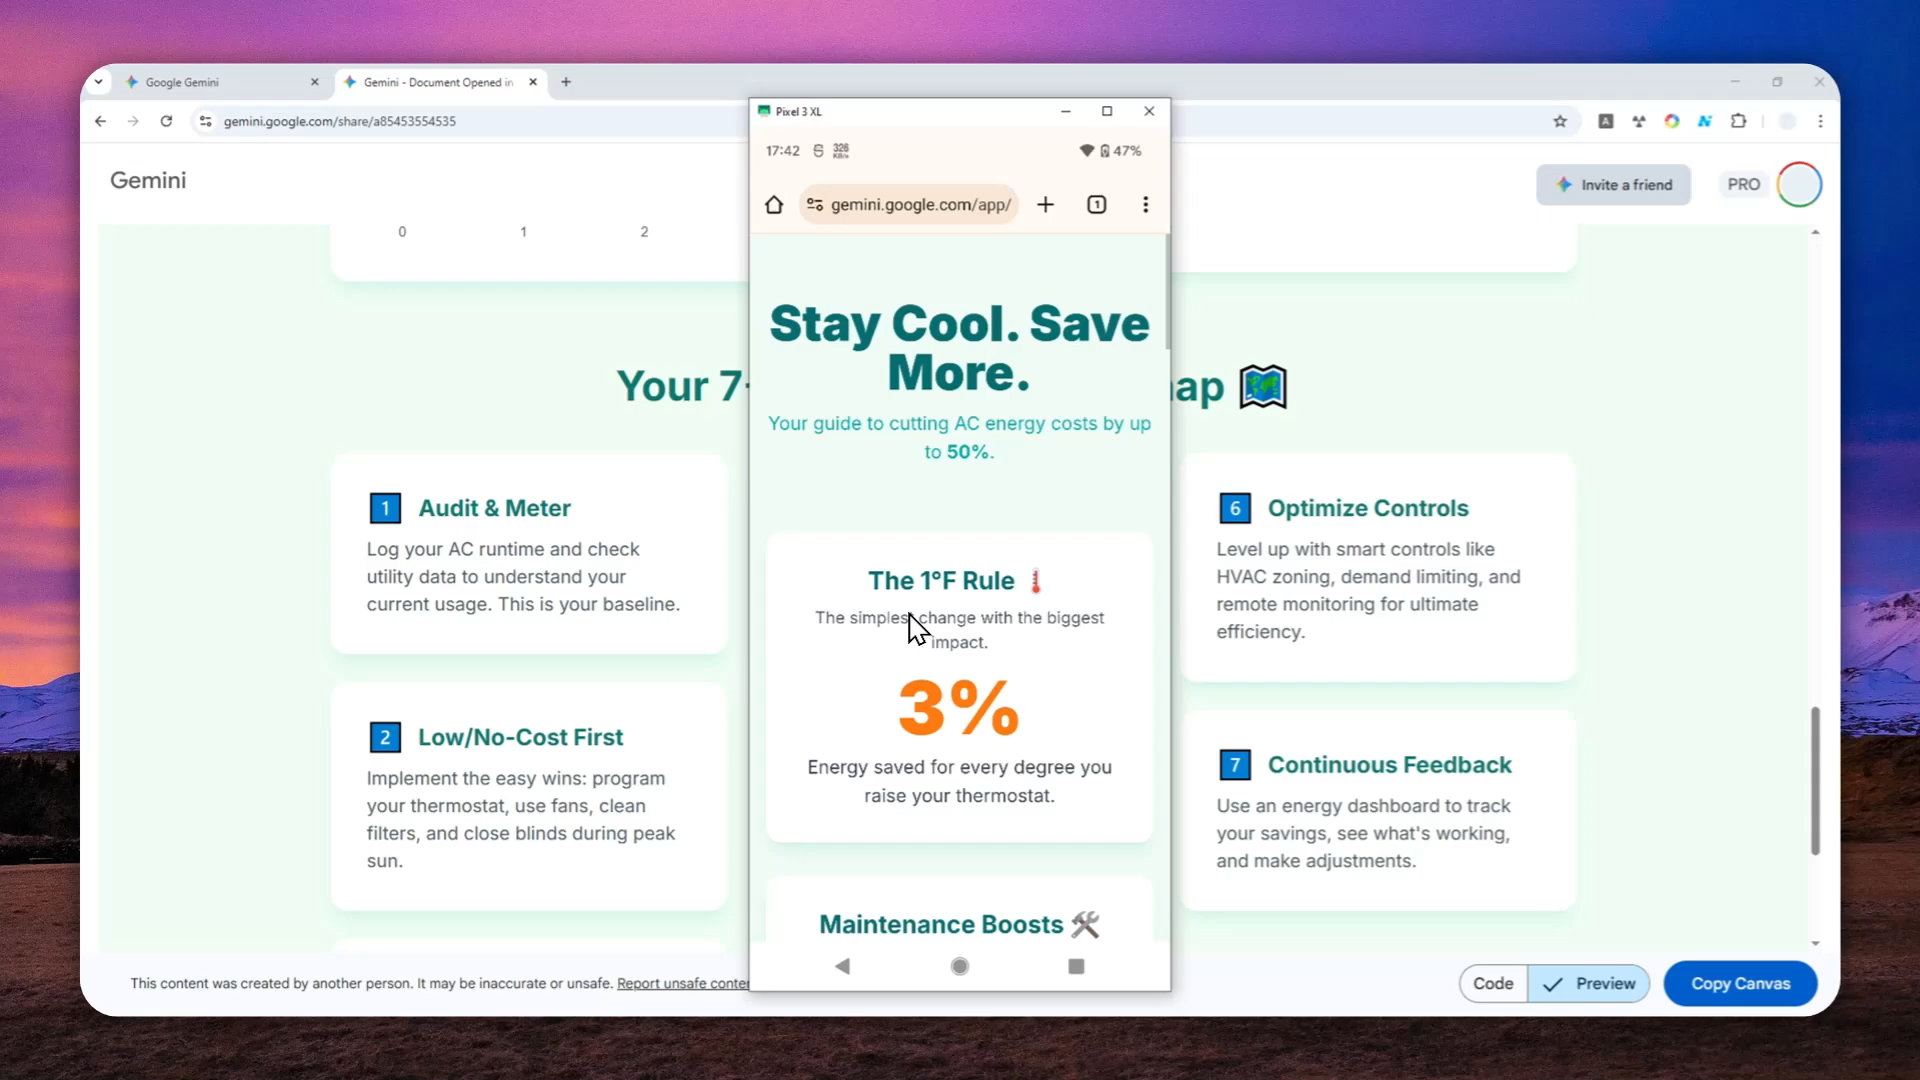 Google Gemini
Gemini - Document Opened in
gemini.google.com/share/a85453554535
Gemini
Invite a friend
PRO
0 1 2
Your 7-
ap
1 Audit & Meter
Log your AC runtime and check
utility data to understand your
current usage. This is your baseline.
2 Low/No-Cost First
Implement the easy wins: program
your thermostat, use fans, clean
filters, and close blinds during peak
sun.
Pixel 3 XL
17:42
326
KB/s
47%
gemini.google.com/app/
1
Stay Cool. Save
More.
Your guide to cutting AC energy costs by up
to 50%.
The 1°F Rule
The simplest change with the biggest
impact.
3%
Energy saved for every degree you
raise your thermostat.
Maintenance Boosts
6 Optimize Controls
Level up with smart controls like
HVAC zoning, demand limiting, and
remote monitoring for ultimate
efficiency.
7 Continuous Feedback
Use an energy dashboard to track
your savings, see what's working,
and make adjustments.
This content was created by another person. It may be inaccurate or unsafe. Report unsafe conte
Code
Preview
Copy Canvas